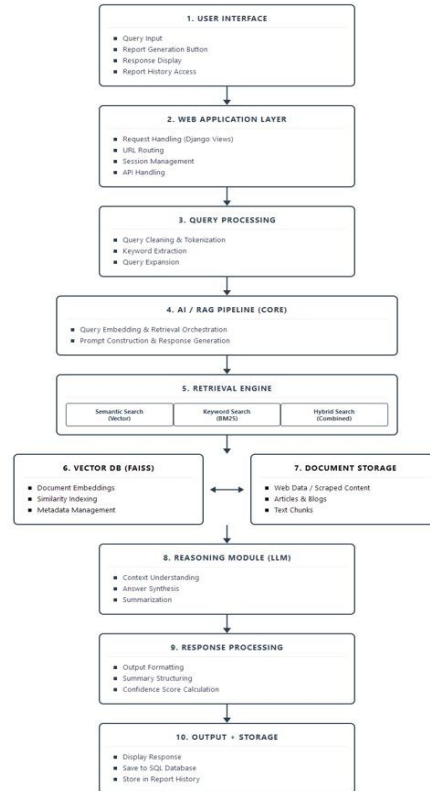 1. USER INTERFACE
▪ Query Input
▪ Report Generation Button
▪ Response Display
▪ Report History Access
2. WEB APPLICATION LAYER
▪ Request Handling (Django Views)
▪ URL Routing
▪ Session Management
▪ API Handling
3. QUERY PROCESSING
▪ Query Cleaning & Tokenization
▪ Keyword Extraction
▪ Query Expansion
4. AI / RAG PIPELINE (CORE)
▪ Query Embedding & Retrieval Orchestration
▪ Prompt Construction & Response Generation
5. RETRIEVAL ENGINE
Semantic Search
(Vector)
Keyword Search
(BM25)
Hybrid Search
(Combined)
6. VECTOR DB (FAISS)
▪ Document Embeddings
▪ Similarity Indexing
▪ Metadata Management
7. DOCUMENT STORAGE
▪ Web Data / Scraped Content
▪ Articles & Blogs
▪ Text Chunks
8. REASONING MODULE (LLM)
▪ Context Understanding
▪ Answer Synthesis
▪ Summarization
9. RESPONSE PROCESSING
▪ Output Formatting
▪ Summary Structuring
▪ Confidence Score Calculation
10. OUTPUT + STORAGE
▪ Display Response
▪ Save to SQL Database
▪ Store in Report History